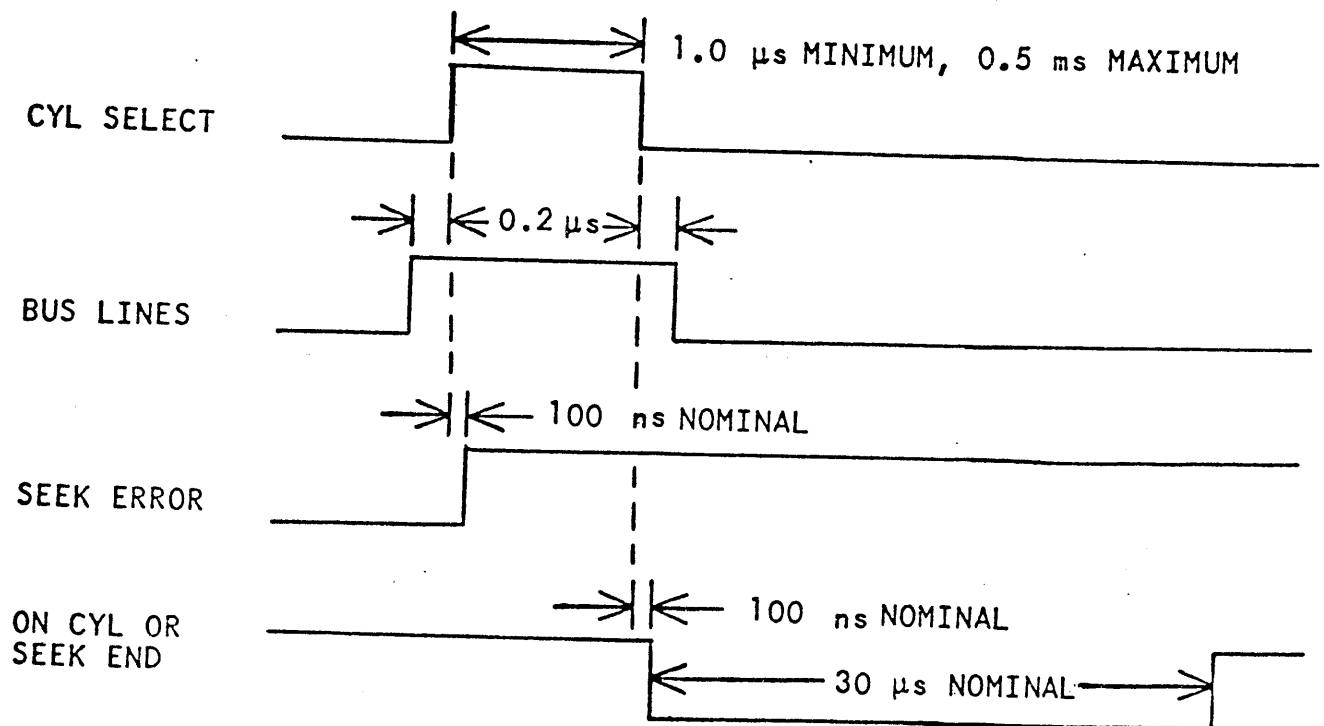 1.0 μs MINIMUM, 0.5 ms MAXIMUM
CYL SELECT
0.2 μs
BUS LINES
100 ns NOMINAL
SEEK ERROR
100 ns NOMINAL
ON CYL OR
SEEK END
30 μs NOMINAL